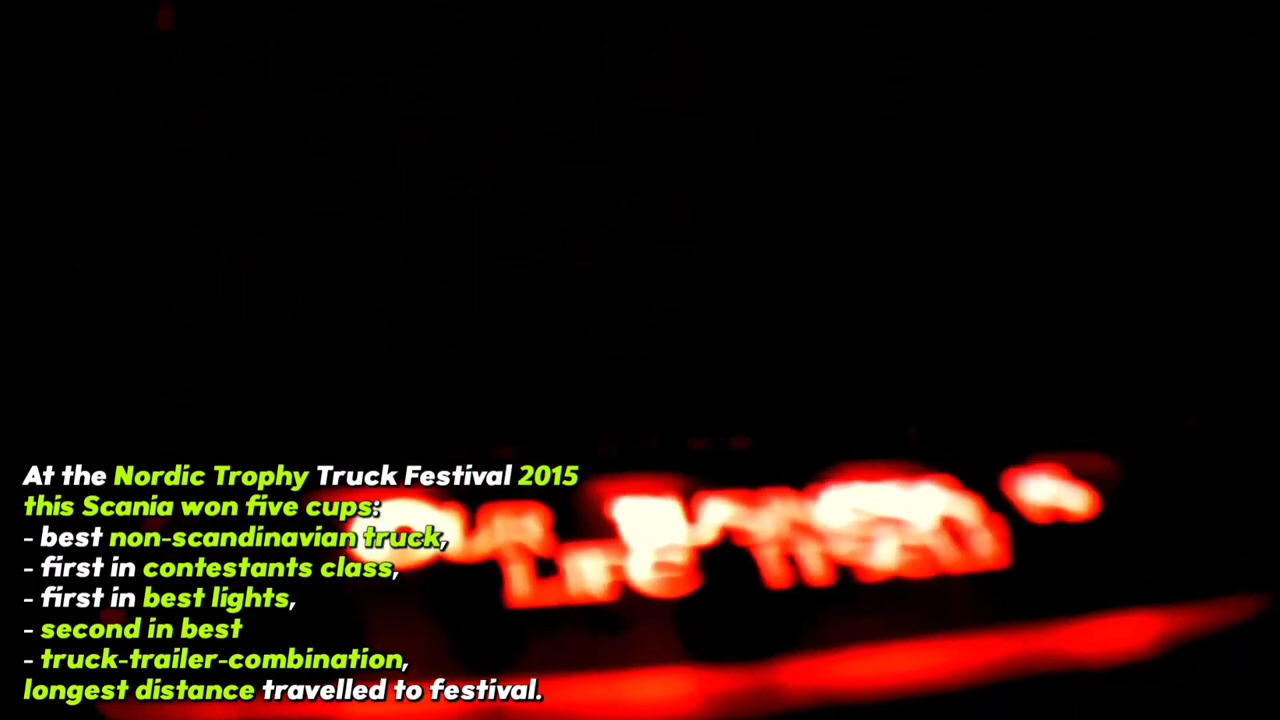 At the Nordic Trophy Truck Festival 2015
this Scania won five cups:
- best non-scandinavian truck,
- first in contestants class,
- first in best lights,
- second in best
- truck-trailer-combination,
longest distance travelled to festival.
LIFE